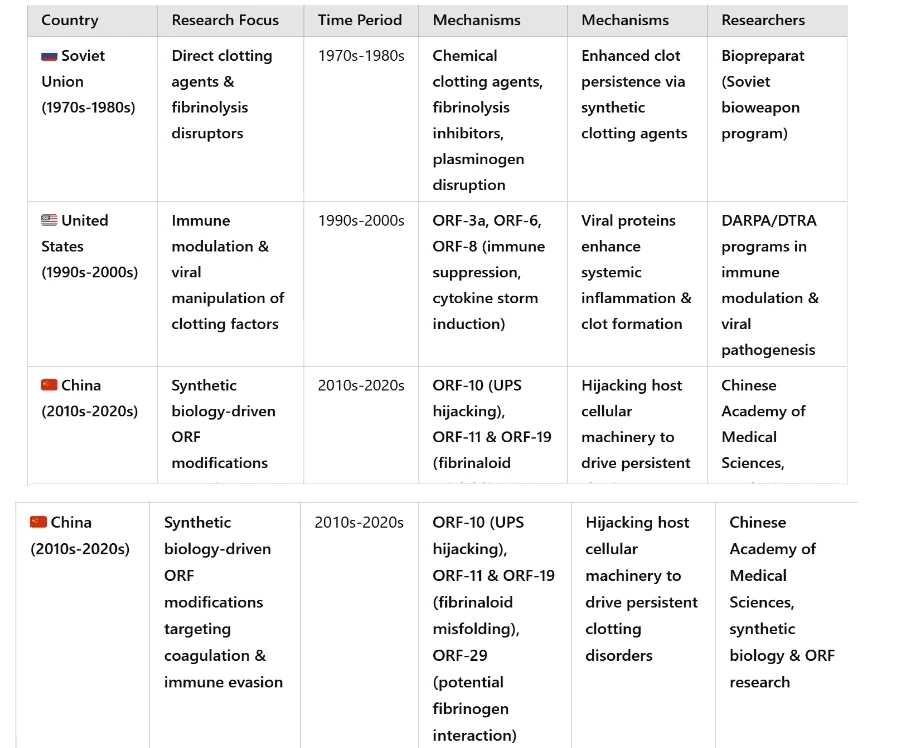 Country Research Focus Time Period Mechanisms Mechanisms Researchers
Soviet Direct clotting 1970s-1980s Chemical Enhanced clot Biopreparat
Union agents & clotting agents, persistence via (Soviet
(1970s-1980s) fibrinolysis fibrinolysis synthetic bioweapon
disruptors inhibitors, clotting agents program)
plasminogen
disruption
United Immune 1990s-2000s ORF-3a, ORF-6, Viral proteins DARPA/DTRA
States modulation & ORF-8 (immune enhance programs in
(1990s-2000s) viral suppression, systemic immune
manipulation of cytokine storm inflammation & modulation &
clotting factors induction) clot formation viral
pathogenesis
China Synthetic 2010s-2020s ORF-10 (UPS Hijacking host Chinese
(2010s-2020s) biology-driven hijacking), cellular Academy of
ORF ORF-11 & ORF-19 machinery to Medical
modifications (fibrinaloid drive persistent Sciences,
China Synthetic 2010s-2020s ORF-10 (UPS Hijacking host Chinese
(2010s-2020s) biology-driven hijacking), cellular Academy of
ORF ORF-11 & ORF-19 machinery to Medical
modifications (fibrinaloid drive persistent Sciences,
targeting misfolding), clotting synthetic
coagulation & ORF-29 disorders biology & ORF
immune evasion (potential research
fibrinogen
interaction)